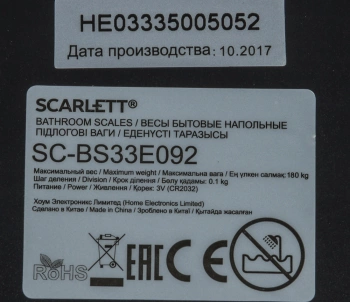 HE03335005052
Дата производства: 10.2017
SCARLETT®
BATHROOM SCALES / ВЕСЫ БЫТОВЫЕ НАПОЛЬНЫЕ
ПІДЛОГОВІ ВАГИ / ЕДЕНУСТІ ТАРАЗЫСЫ
SC-BS33E092
Максимальный вес / Maximum weight / Максимальна вага / Ең үлкен салмақ: 180 kg
Шаг деления / Division / Крок ділення / Бөлу қадамы: 0.1 kg
Питание / Power / Живлення / Қорек: 3V (CR2032)
Хоум Электроникс Лимитед (Home Electronics Limited)
Сделано в Китае / Made in China / Зроблено в Китаї / Қытайда жасалған
RoHS
EAC CE